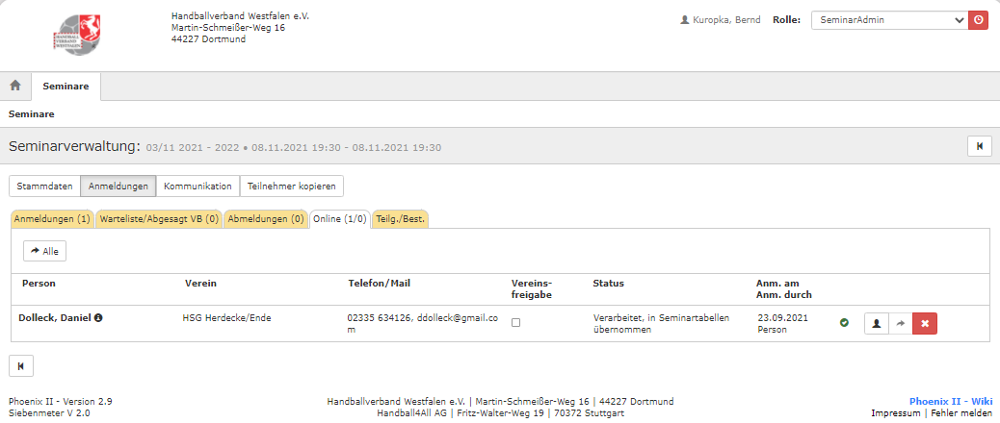 HANDBALL
VERBAND
WESTFALEN
Handballverband Westfalen e.V.
Martin-Schmeißer-Weg 16
44227 Dortmund
Kuropka, Bernd Rolle: SeminarAdmin
Seminare
Seminare
Seminarverwaltung: 03/11 2021 - 2022 • 08.11.2021 19:30 - 08.11.2021 19:30
Stammdaten Anmeldungen Kommunikation Teilnehmer kopieren
Anmeldungen (1) Warteliste/Abgesagt VB (0) Abmeldungen (0) Online (1/0) Teilg./Best.
Alle
Person Verein Telefon/Mail Vereins- Status Anm. am
freigabe Anm. durch
Dolleck, Daniel HSG Herdecke/Ende 02335 634126, ddolleck@gmail.co Verarbeitet, in Seminartabellen 23.09.2021
m übernommen Person
Phoenix II - Version 2.9 Handballverband Westfalen e.V. | Martin-Schmeißer-Weg 16 | 44227 Dortmund Phoenix II - Wiki
Siebenmeter V 2.0 Handball4All AG | Fritz-Walter-Weg 19 | 70372 Stuttgart Impressum | Fehler melden